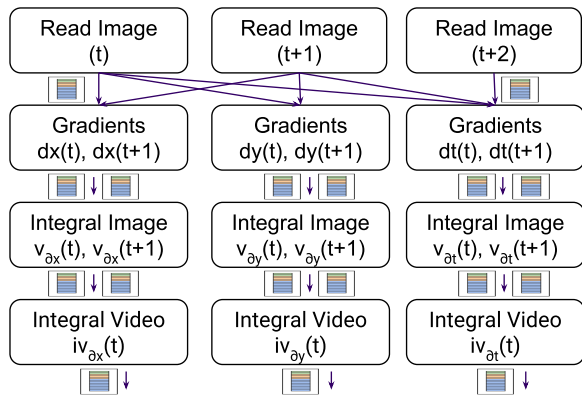 Read Image
(t)
Read Image
(t+1)
Read Image
(t+2)
Gradients
dx(t), dx(t+1)
Gradients
dy(t), dy(t+1)
Gradients
dt(t), dt(t+1)
Integral Image
v∂x(t), v∂x(t+1)
Integral Image
v∂y(t), v∂y(t+1)
Integral Image
v∂t(t), v∂t(t+1)
Integral Video
iv∂x(t)
Integral Video
iv∂y(t)
Integral Video
iv∂t(t)